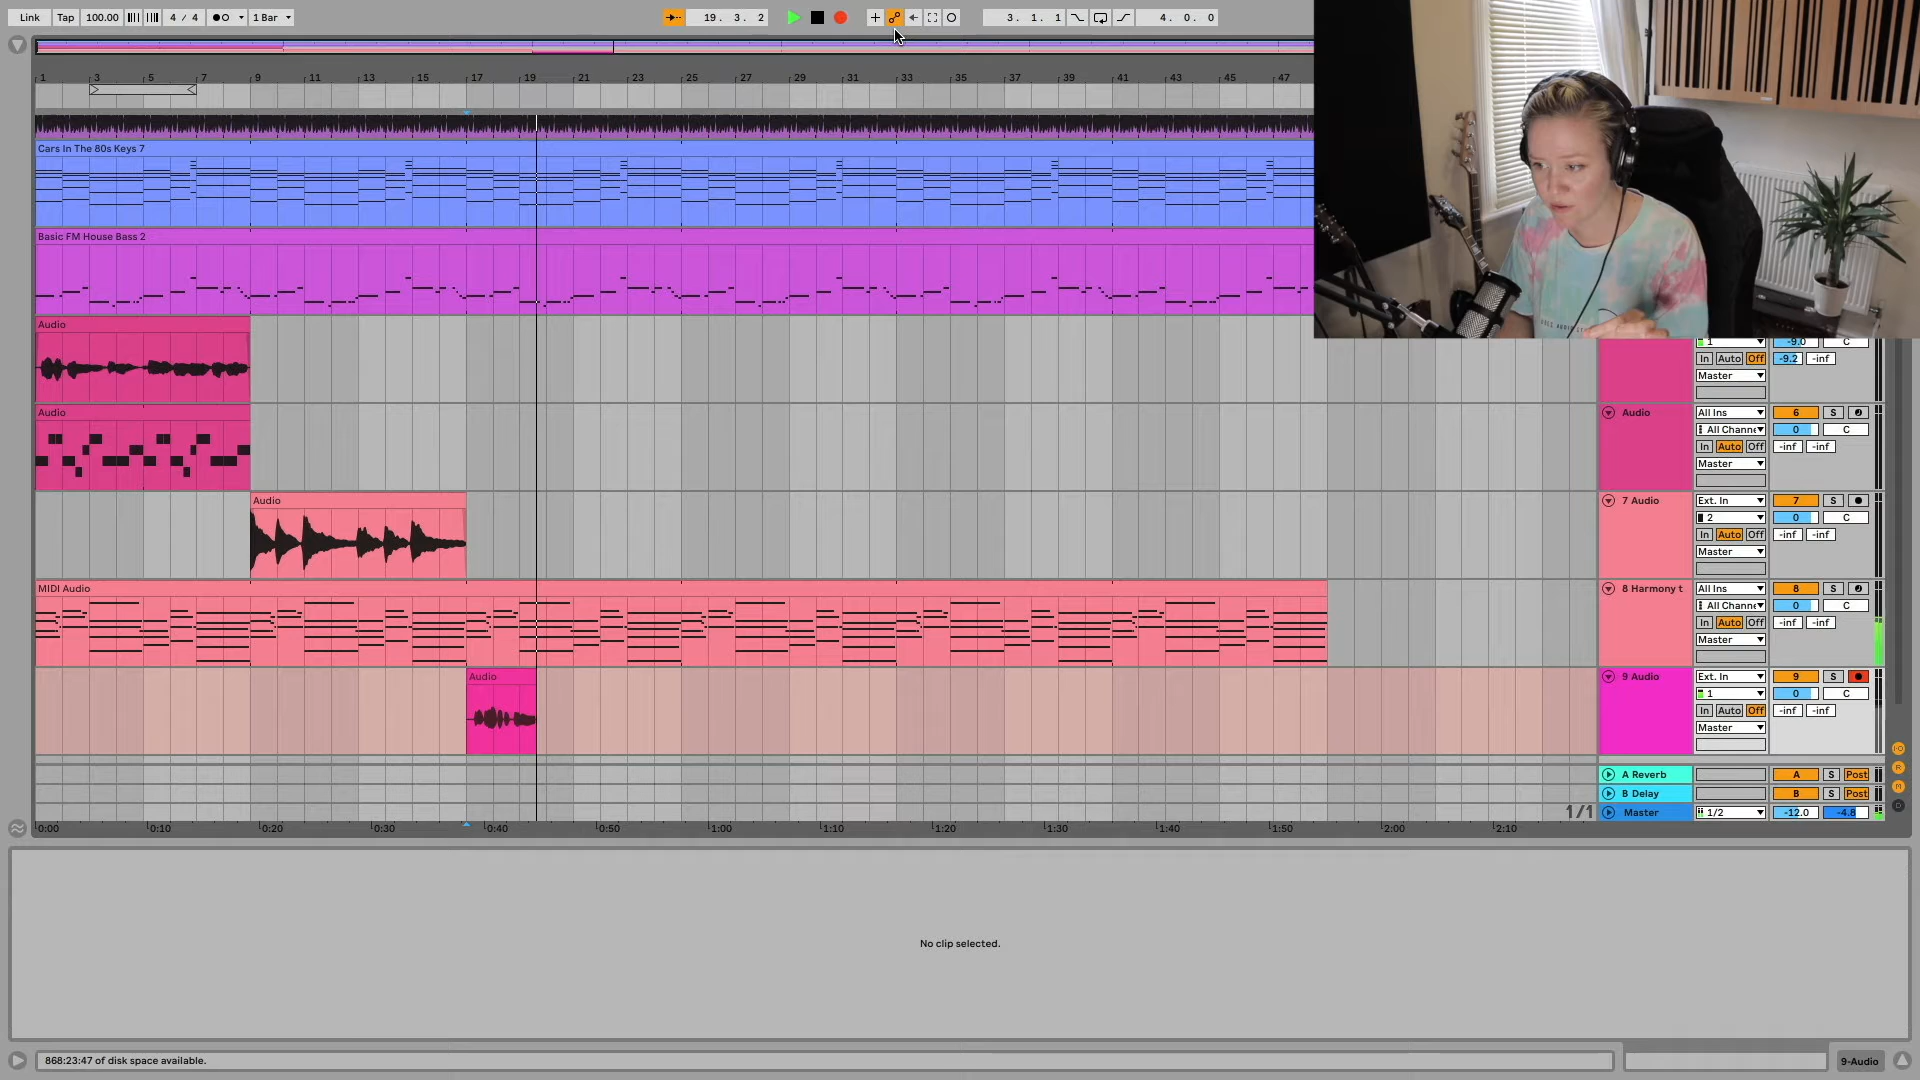 Link Tap 100.00 4 / 4 1 Bar 19. 3. 2 3. 1. 1 4. 0. 0
1 3 5 7 9 11 13 15 17 19 21 23 25 27 29 31 33 35 37 39 41 43 45 47
Cars In The 80s Keys 7
Basic FM House Bass 2
Audio
1 -9.0 C
In Auto Off -9.2 -inf
Master
Audio
Audio All Ins 6 S
All Channe 0 C
In Auto Off -inf -inf
Master
Audio
7 Audio Ext. In 7 S
2 0 C
In Auto Off -inf -inf
Master
MIDI Audio
8 Harmony t All Ins 8 S
All Channe 0 C
In Auto Off -inf -inf
Master
Audio
9 Audio Ext. In 9 S
1 0 C
In Auto Off -inf -inf
Master
A Reverb A S Post
B Delay B S Post
1/1
Master 1/2 -12.0 -4.8
0:00 0:10 0:20 0:30 0:40 0:50 1:00 1:10 1:20 1:30 1:40 1:50 2:00 2:10
No clip selected.
868:23:47 of disk space available.
9-Audio